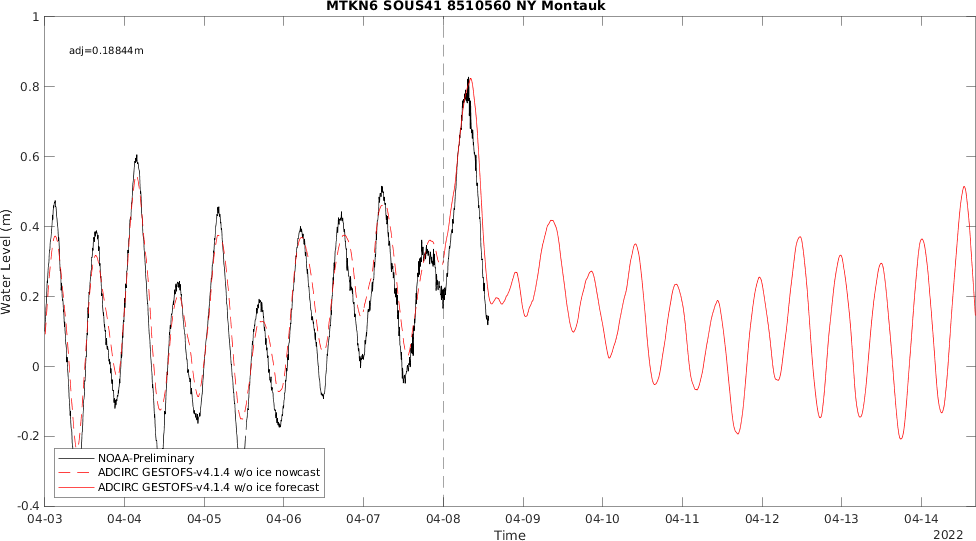 MTKN6 SOUS41 8510560 NY Montauk
adj=0.18844m
Water Level (m)
1
0.8
0.6
0.4
0.2
0
-0.2
-0.4
NOAA-Preliminary
ADCIRC GESTOFS-v4.1.4 w/o ice nowcast
ADCIRC GESTOFS-v4.1.4 w/o ice forecast
04-03 04-04 04-05 04-06 04-07 04-08 04-09 04-10 04-11 04-12 04-13 04-14
Time
2022